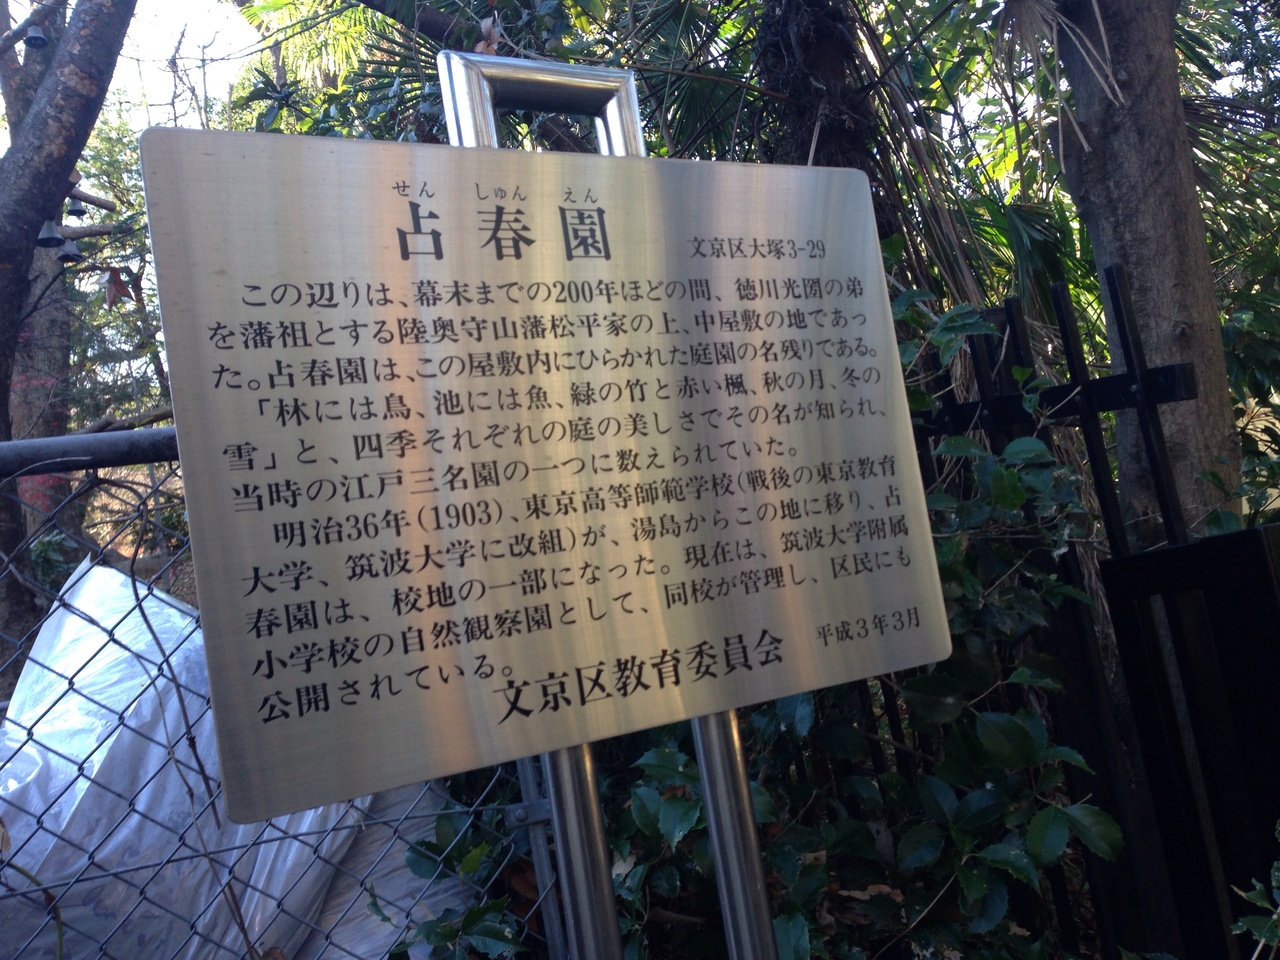 せん しゅん えん
占春園
文京区大塚3-29
この辺りは、幕末までの200年ほどの間、徳川光圀の弟
を藩祖とする陸奥守山藩松平家の上、中屋敷の地であっ
た。占春園は、この屋敷内にひらかれた庭園の名残りである。
「林には鳥、池には魚、緑の竹と赤い楓、秋の月、冬の
雪」と、四季それぞれの庭の美しさでその名が知られ、
当時の江戸三名園の一つに数えられていた。
明治36年(1903)、東京高等師範学校(戦後の東京教育
大学、筑波大学に改組)が、湯島からこの地に移り、占
春園は、校地の一部になった。現在は、筑波大学附属
小学校の自然観察園として、同校が管理し、区民にも
公開されている。
平成3年3月
文京区教育委員会